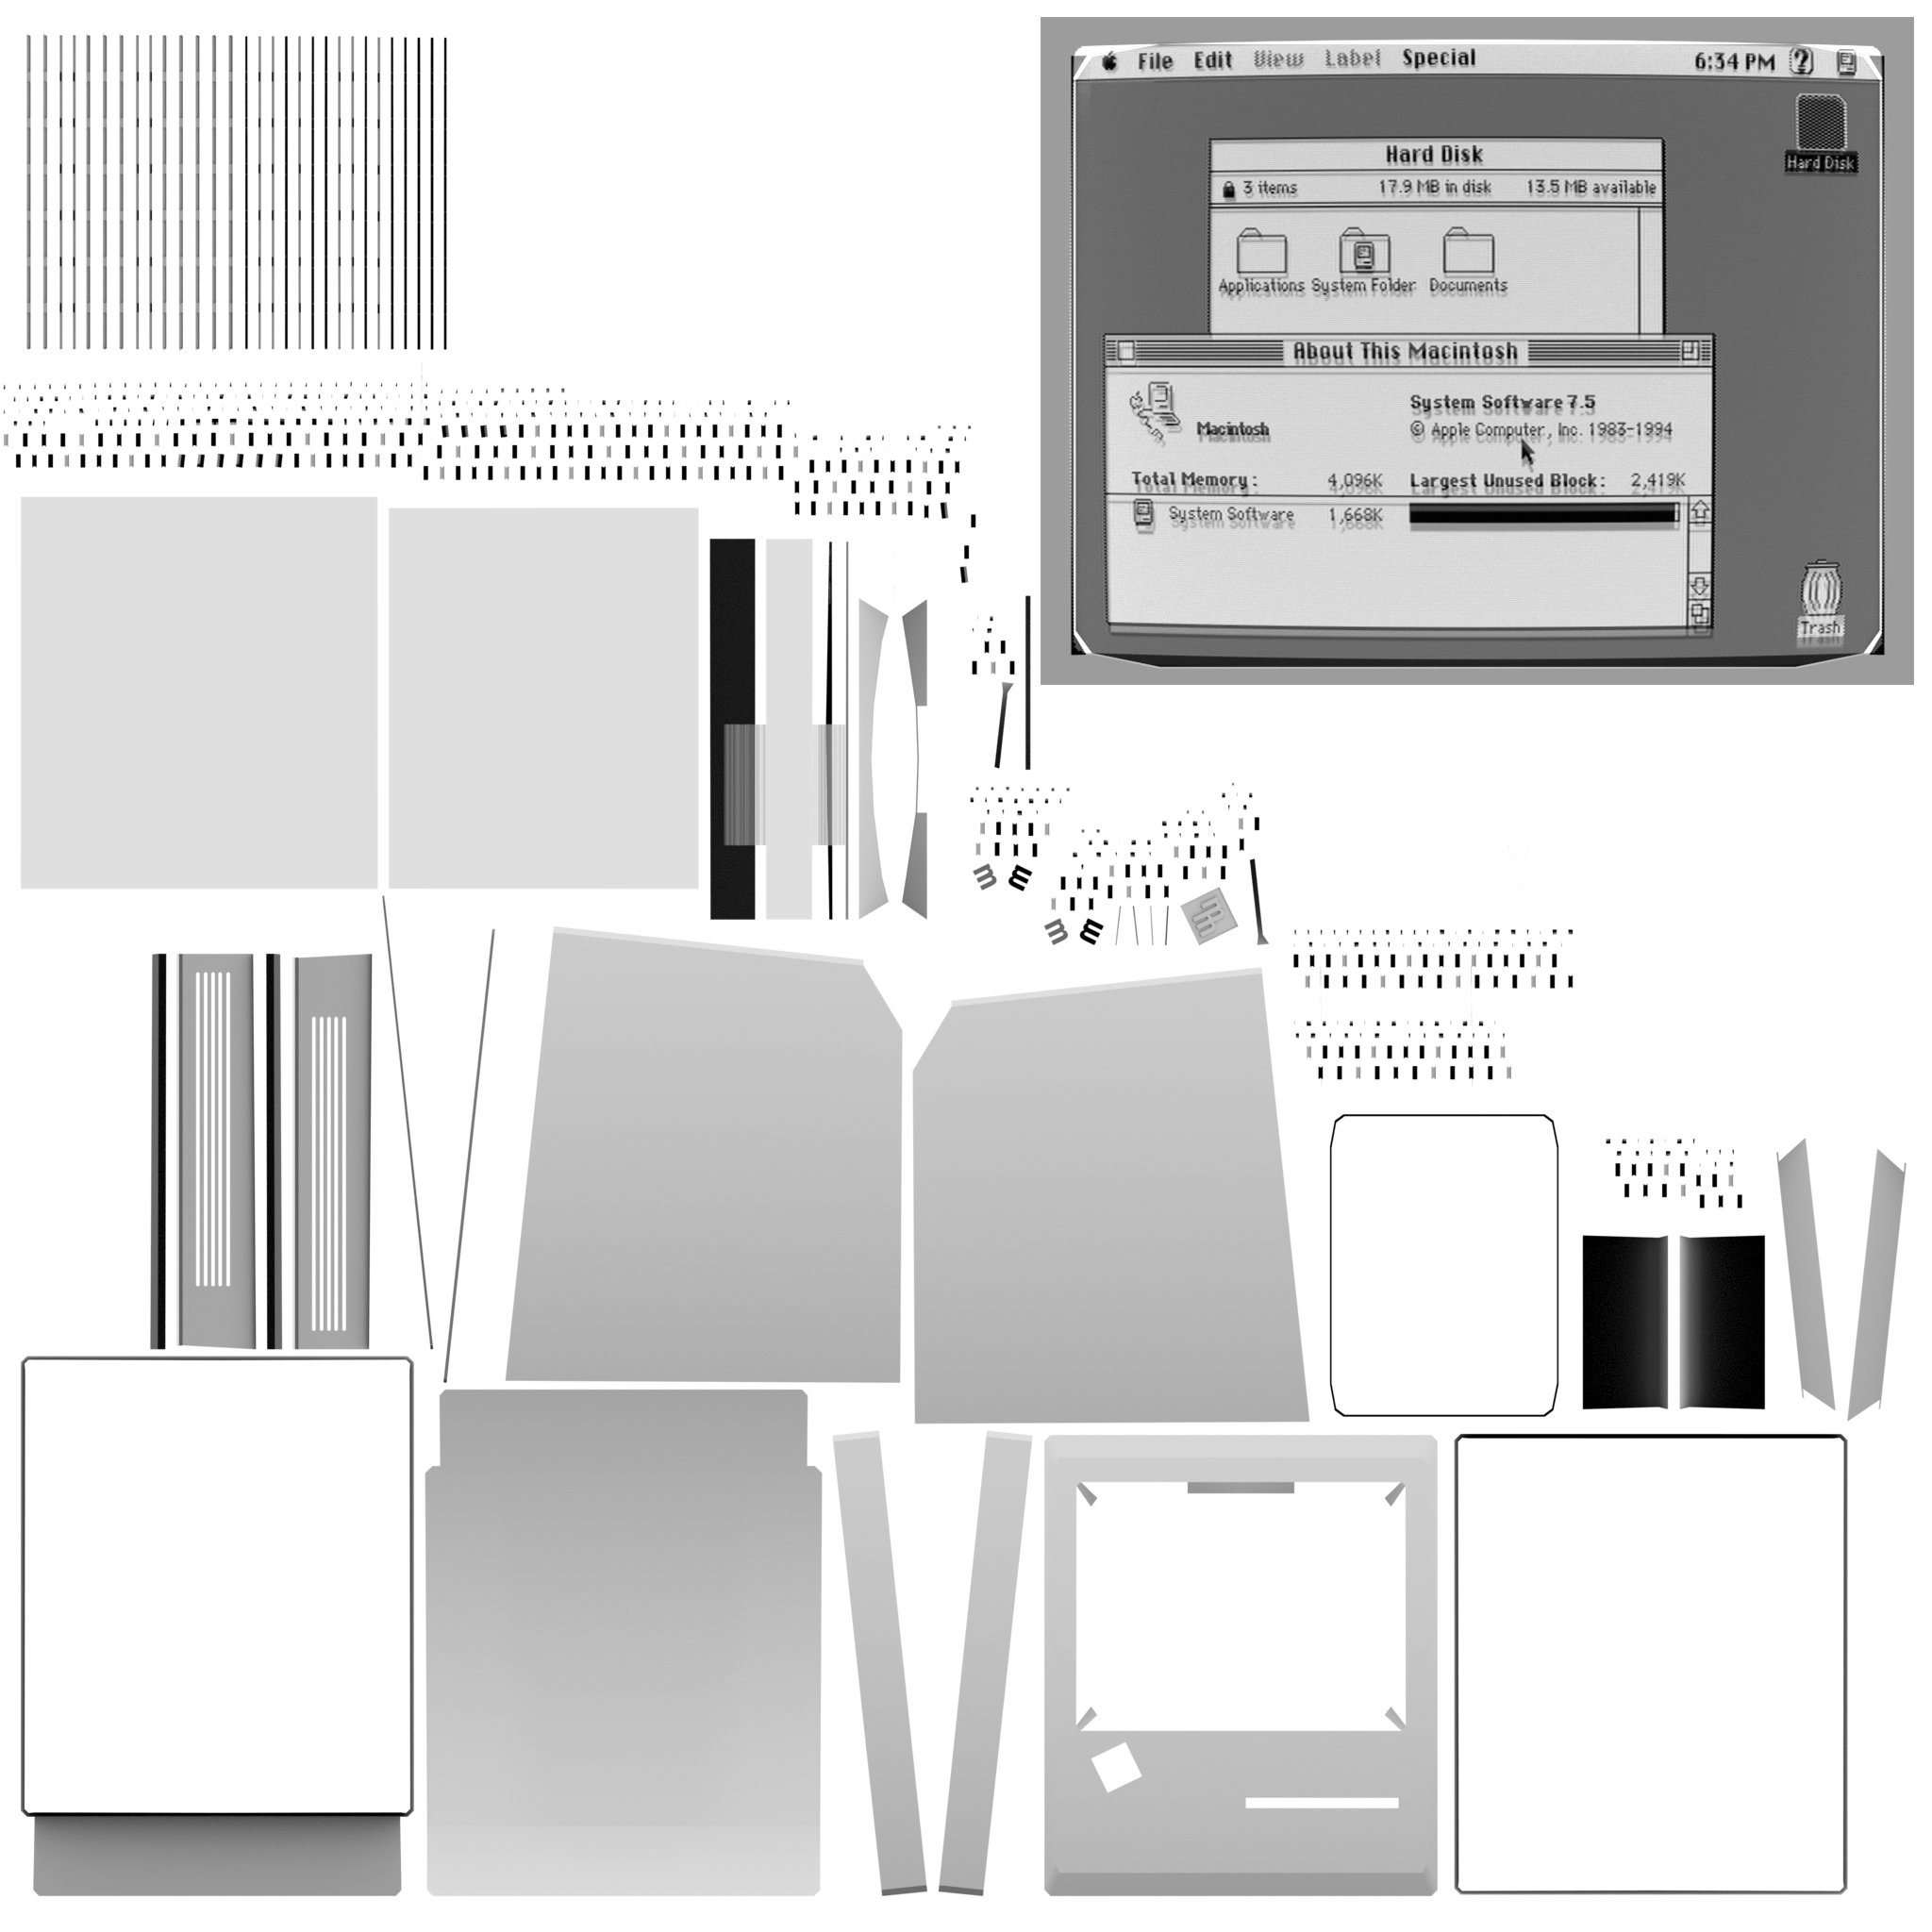 File Edit View Label Special 6:34 PM
Hard Disk
Hard Disk
3 items 17.9 MB in disk 13.5 MB available
Applications System Folder Documents
About This Macintosh
System Software 7.5
Macintosh © Apple Computer, Inc. 1983-1994
Total Memory: 4,096K Largest Unused Block: 2,419K
System Software 1,668K
Trash